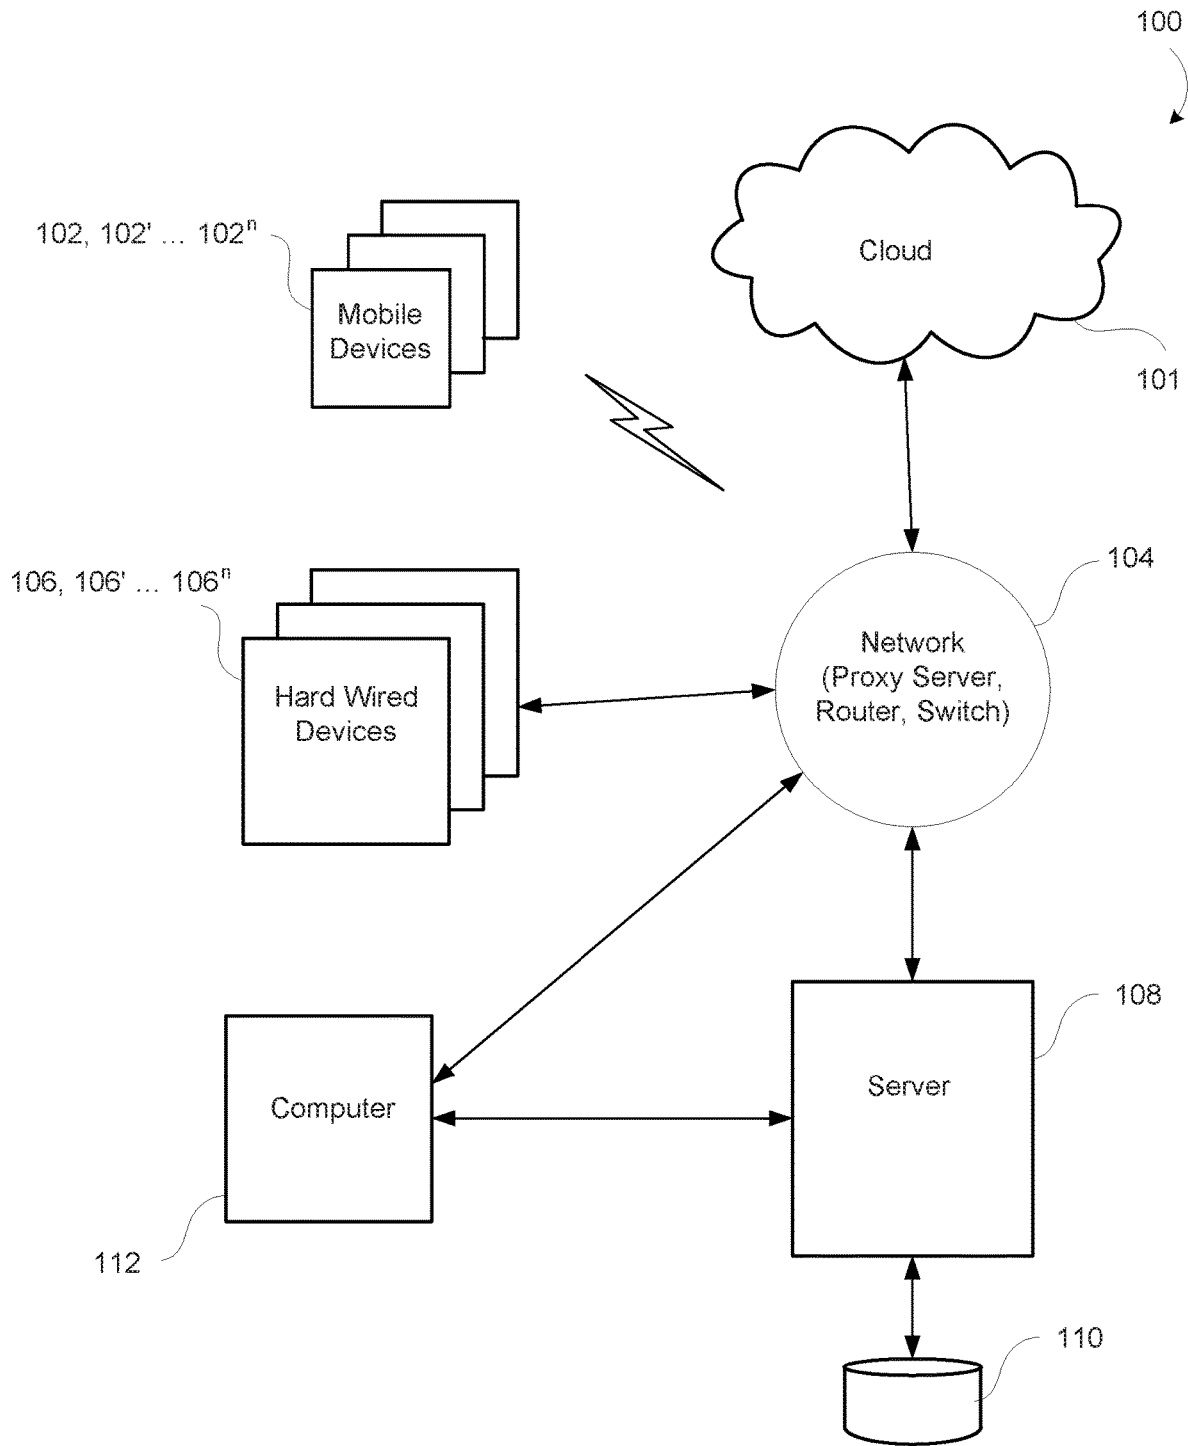 100
102, 102' ... 102ⁿ
Mobile
Devices
Cloud
101
106, 106' ... 106ⁿ
Hard Wired
Devices
104
Network
(Proxy Server,
Router, Switch)
108
Computer
Server
112
110